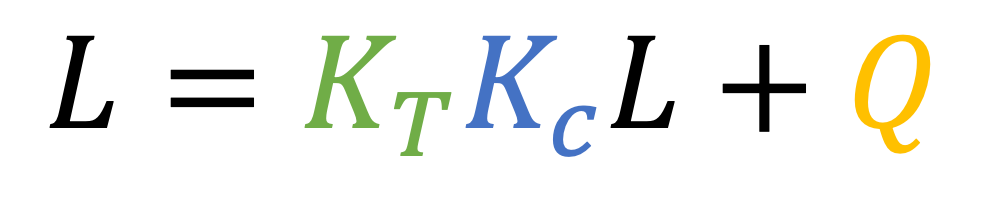 L = K_T K_c L + Q